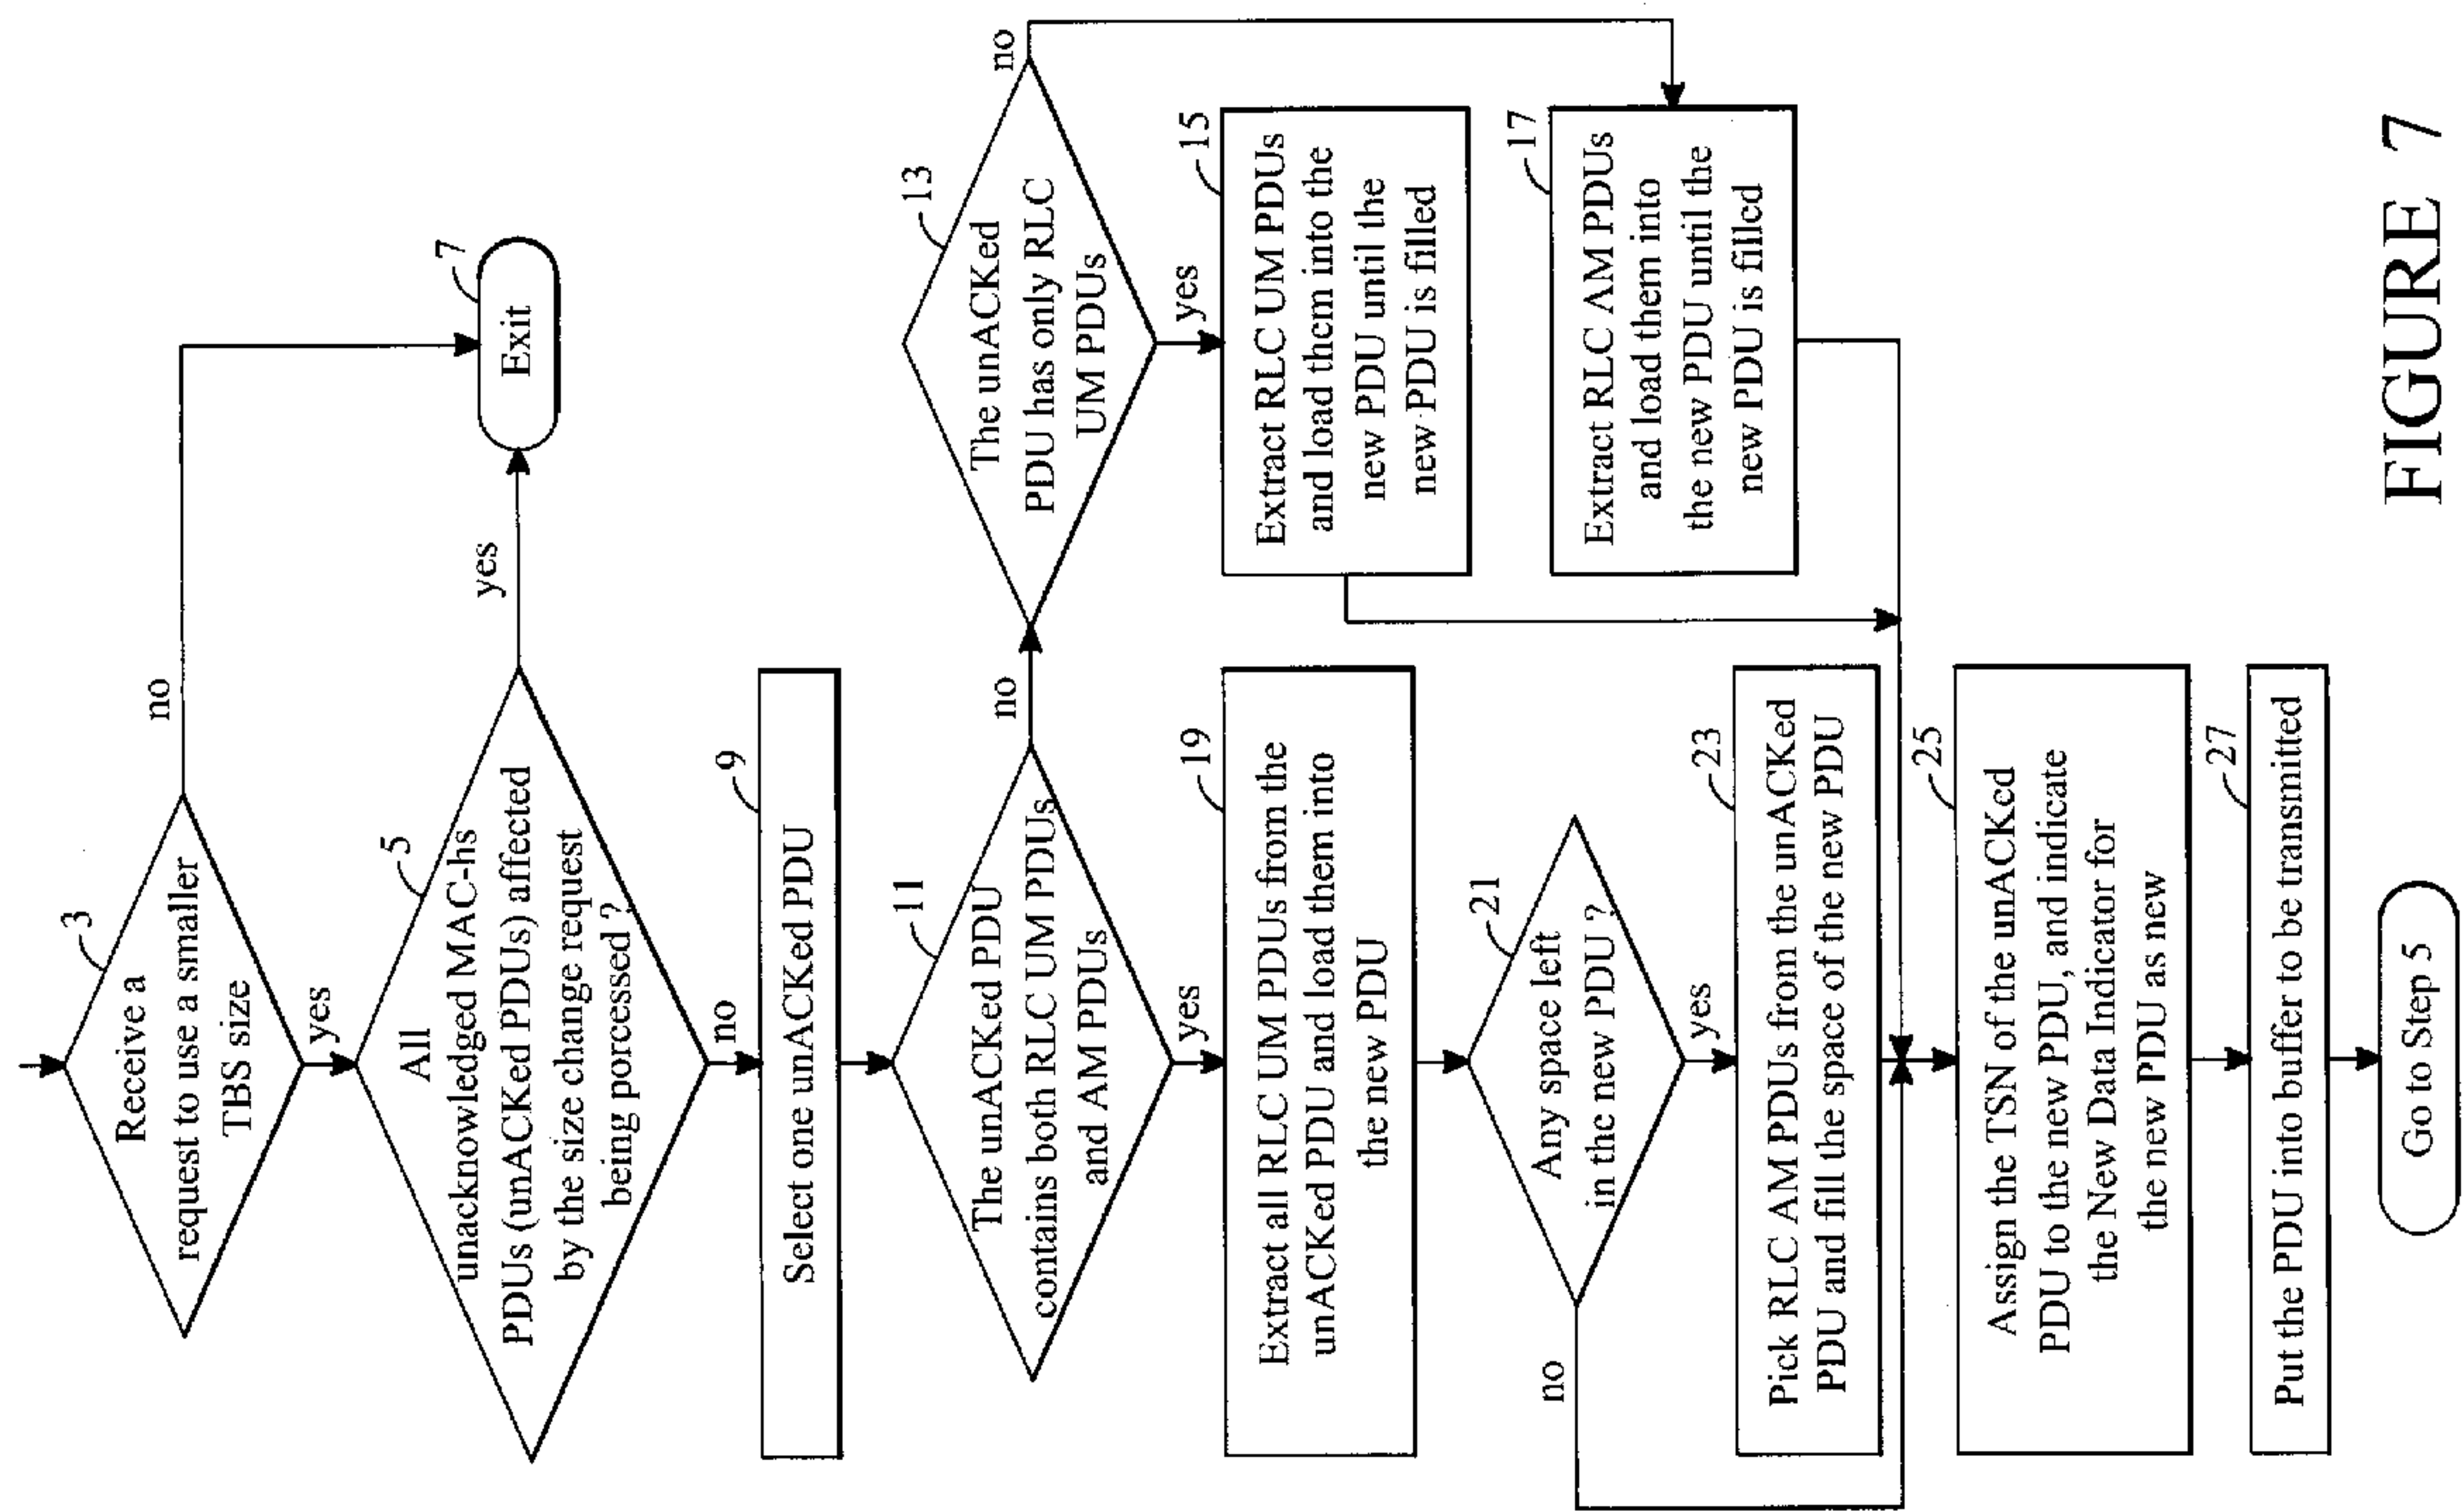 3
Receive a
request to use a smaller
TBS size
no
yes
5
All
unacknowledged MAC-hs
PDUs (unACKed PDUs) affected
by the size change request
being porcessed ?
yes
7
Exit
no
9
Select one unACKed PDU
11
The unACKed PDU
contains both RLC UM PDUs
and AM PDUs
no
13
The unACKed
PDU has only RLC
UM PDUs
no
yes
15
Extract RLC UM PDUs
and load them into the
new PDU until the
new PDU is filled
17
Extract RLC AM PDUs
and load them into
the new PDU until the
new PDU is filled
yes
19
Extract all RLC UM PDUs from the
unACKed PDU and load them into
the new PDU
21
Any space left
in the new PDU ?
no
yes
23
Pick RLC AM PDUs from the unACKed
PDU and fill the space of the new PDU
25
Assign the TSN of the unACKed
PDU to the new PDU, and indicate
the New Data Indicator for
the new PDU as new
27
Put the PDU into buffer to be transmitted
Go to Step 5
FIGURE 7